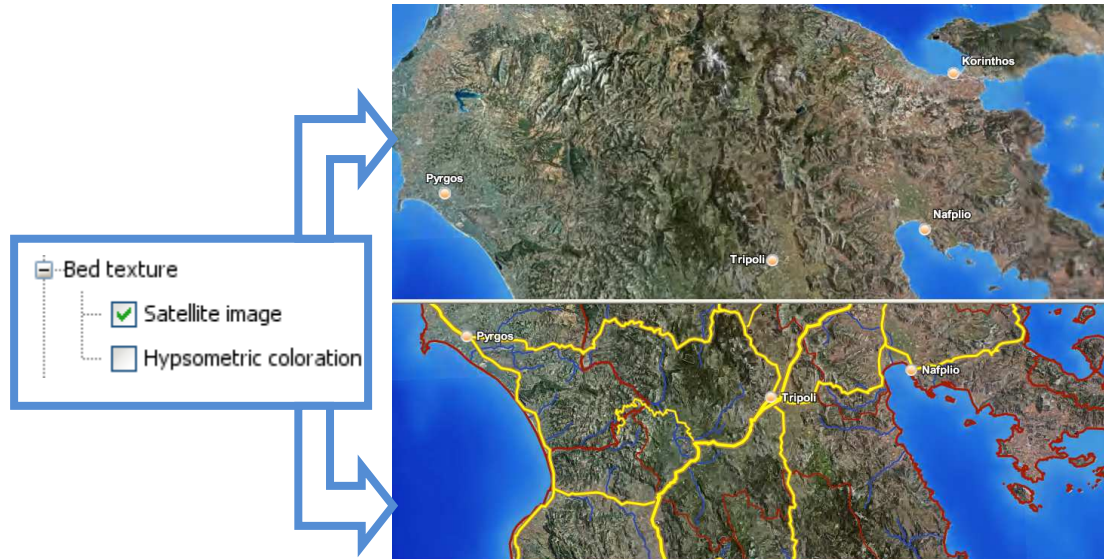 Bed texture
Satellite image
Hypsometric coloration
Korinthos
Pyrgos
Nafplio
Tripoli
Pyrgos
Nafplio
Tripoli